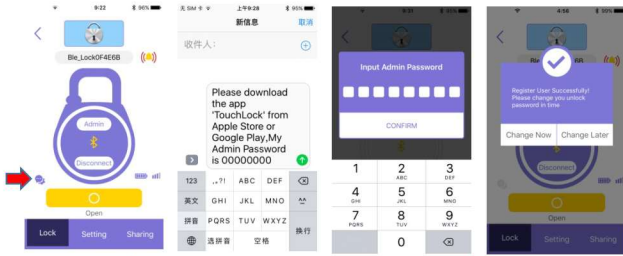 9:22
96%
Ble_Lock0F4E6B
Admin
Disconnect
Open
Lock
Setting
Sharing
无 SIM 卡
上午9:28
95%
新信息
取消
收件人：
Please download
the app
'TouchLock' from
Apple Store or
Google Play,My
Admin Password
is 00000000
123
,。?!
ABC
DEF
英文
GHI
JKL
MNO
^^
拼音
PQRS
TUV
WXYZ
换行
选拼音
空格
Input Admin Password
CONFIRM
1
2
ABC
3
DEF
4
GHI
5
JKL
6
MNO
7
PQRS
8
TUV
9
WXYZ
0
4:58
Register User Successfully!
Please change you unlock
password in time
Change Now
Change Later
Disconnect
Open
Lock
Setting
Sharing